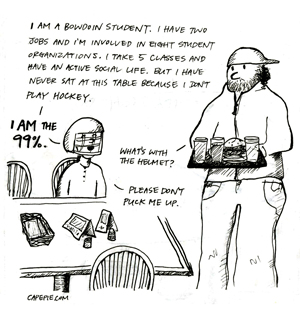 I AM A BOWDOIN STUDENT. I HAVE TWO
JOBS AND I'M INVOLVED IN EIGHT STUDENT
ORGANIZATIONS. I TAKE 5 CLASSES AND
HAVE AN ACTIVE SOCIAL LIFE. BUT I HAVE
NEVER SAT AT THIS TABLE BECAUSE I DON'T
PLAY HOCKEY.
I AM THE
99%.
WHAT'S WITH
THE HELMET?
PLEASE DON'T
PUCK ME UP.
CAPEPIE.COM